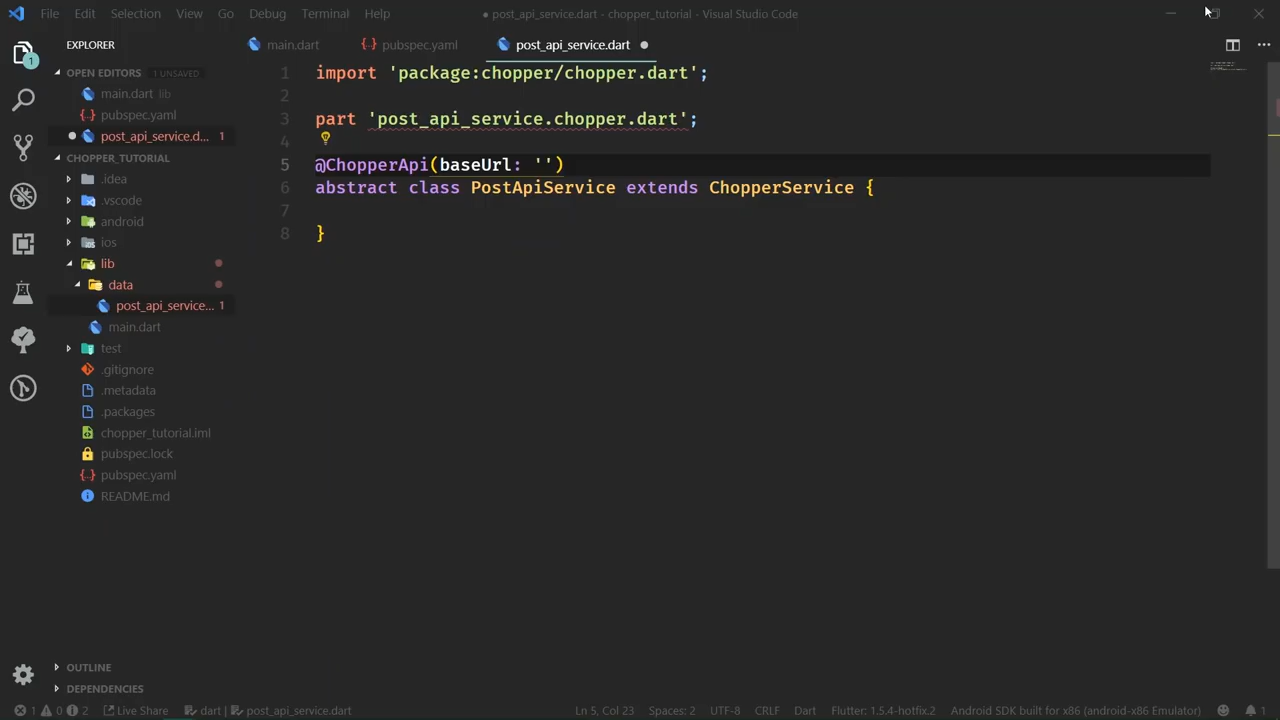 File Edit Selection View Go Debug Terminal Help
● post_api_service.dart - chopper_tutorial - Visual Studio Code
EXPLORER
OPEN EDITORS 1 UNSAVED
main.dart lib
pubspec.yaml
post_api_service.d... 1
CHOPPER_TUTORIAL
.idea
.vscode
android
ios
lib
data
post_api_service... 1
main.dart
test
.gitignore
.metadata
.packages
chopper_tutorial.iml
pubspec.lock
pubspec.yaml
README.md
OUTLINE
DEPENDENCIES
main.dart pubspec.yaml post_api_service.dart
1 import 'package:chopper/chopper.dart';
2
3 part 'post_api_service.chopper.dart';
4
5 @ChopperApi(baseUrl: '')
6 abstract class PostApiService extends ChopperService {
7
8 }
1 0 2 Live Share dart | post_api_service.dart Ln 5, Col 23 Spaces: 2 UTF-8 CRLF Dart Flutter: 1.5.4-hotfix.2 Android SDK built for x86 (android-x86 Emulator) 1